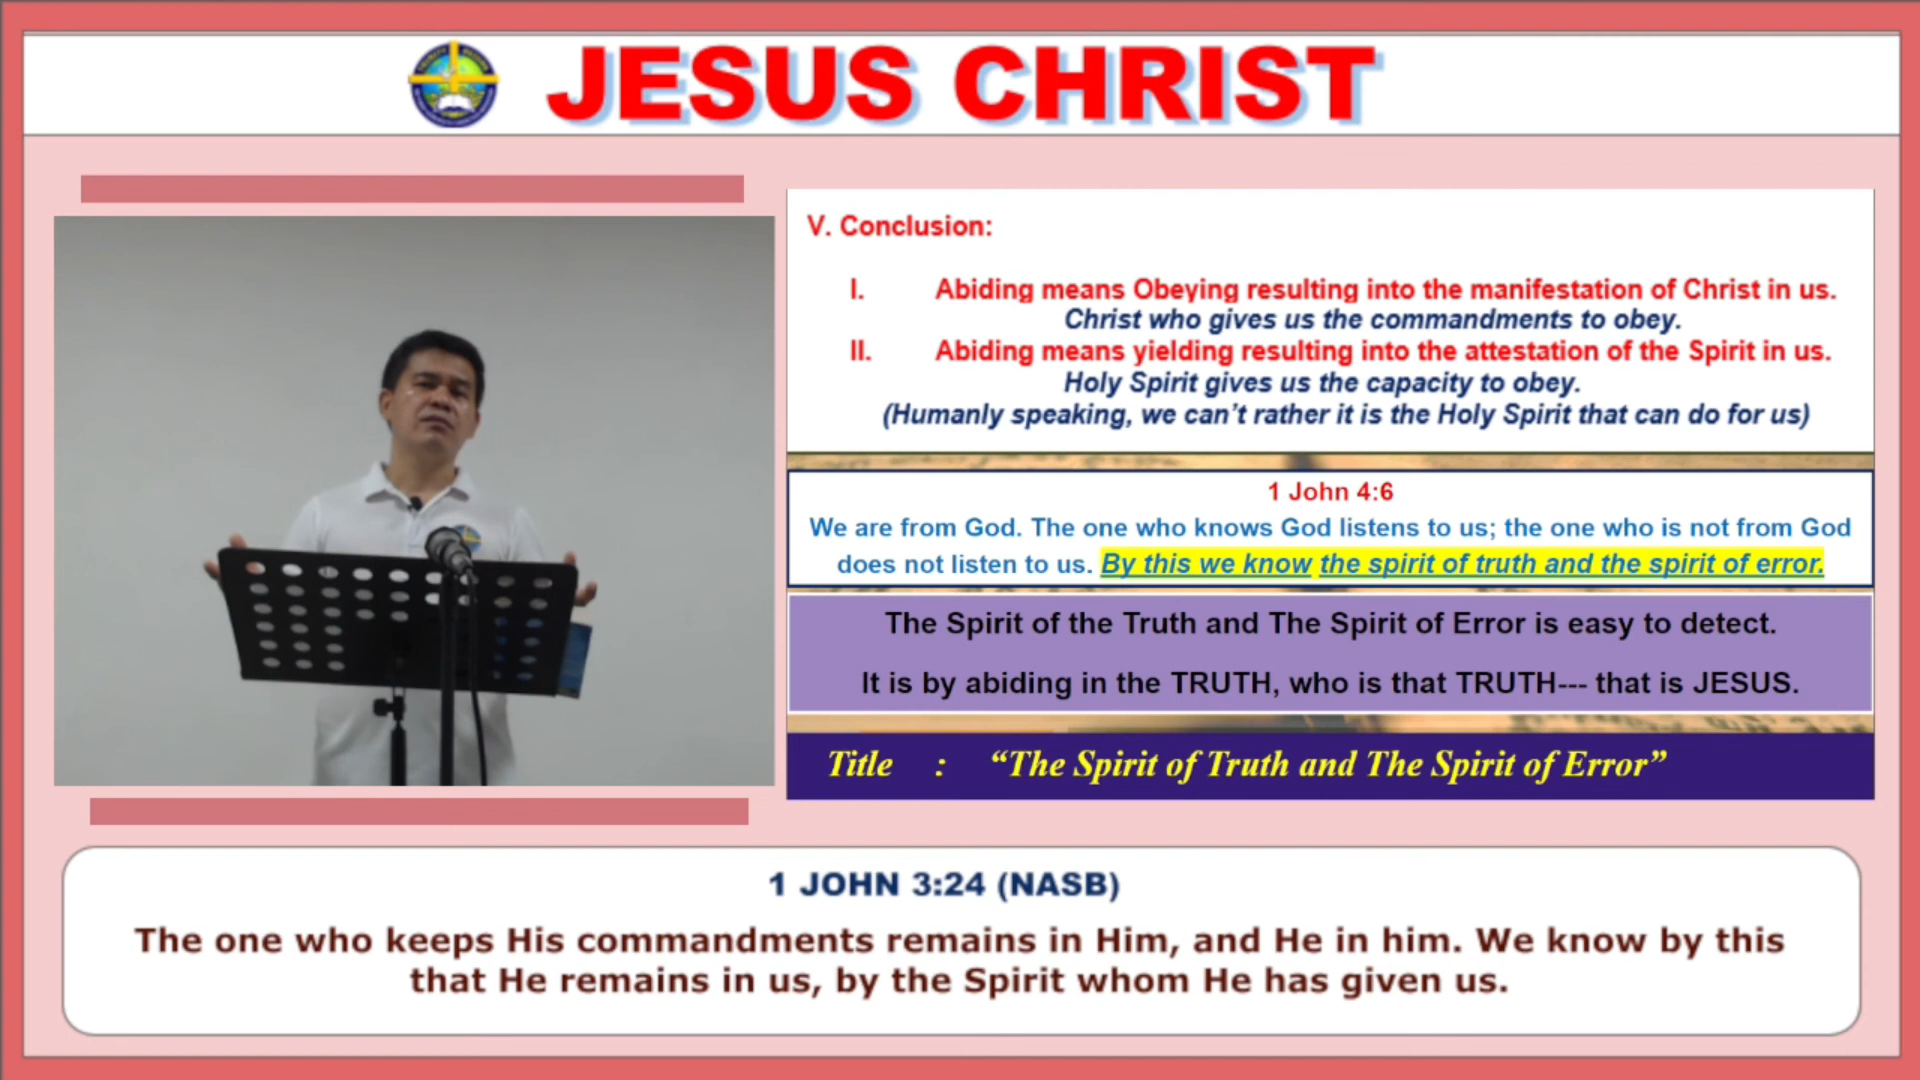 JESUS CHRIST
V. Conclusion:
I. Abiding means Obeying resulting into the manifestation of Christ in us.
Christ who gives us the commandments to obey.
II. Abiding means yielding resulting into the attestation of the Spirit in us.
Holy Spirit gives us the capacity to obey.
(Humanly speaking, we can't rather it is the Holy Spirit that can do for us)
1 John 4:6
We are from God. The one who knows God listens to us; the one who is not from God
does not listen to us. By this we know the spirit of truth and the spirit of error.
The Spirit of the Truth and The Spirit of Error is easy to detect.
It is by abiding in the TRUTH, who is that TRUTH--- that is JESUS.
Title : “The Spirit of Truth and The Spirit of Error”
1 JOHN 3:24 (NASB)
The one who keeps His commandments remains in Him, and He in him. We know by this
that He remains in us, by the Spirit whom He has given us.